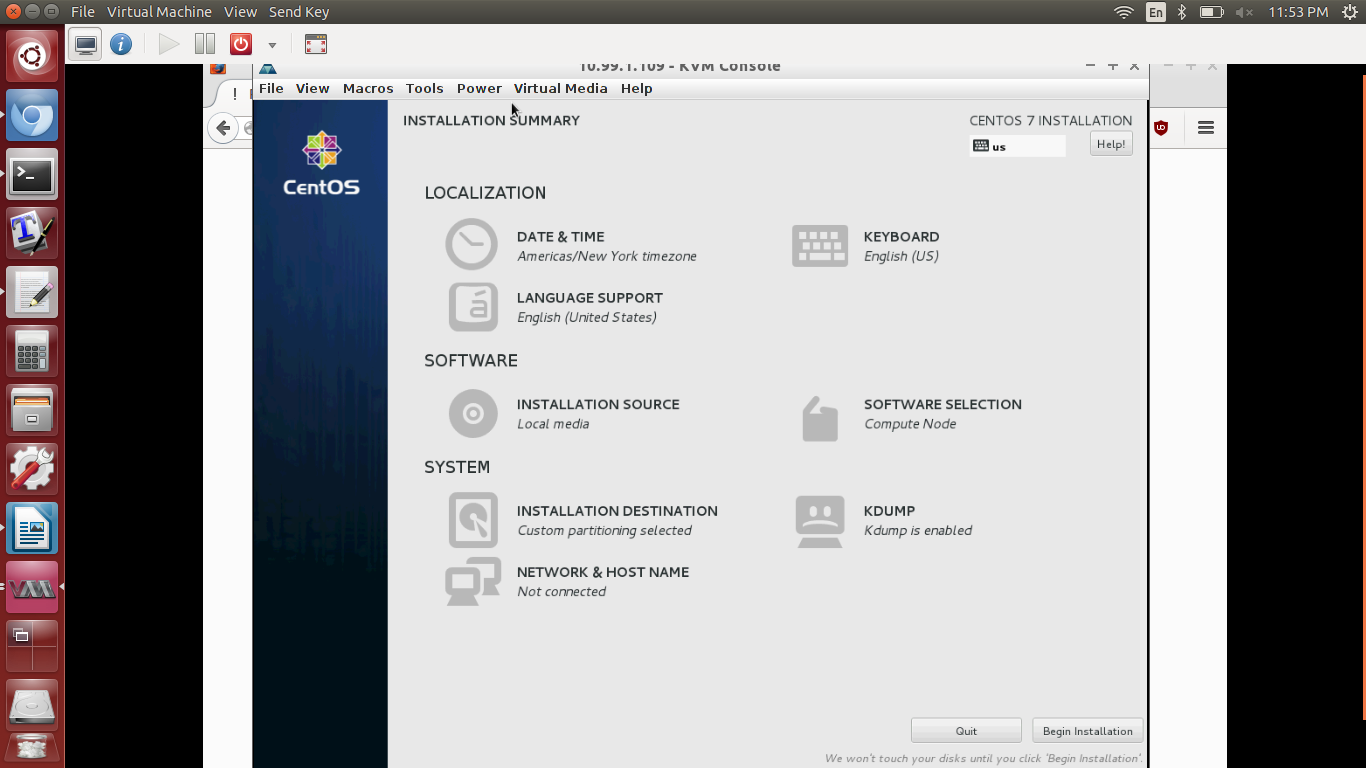 File Virtual Machine View Send Key
En 11:53 PM
10.99.1.109 - KVM Console
File View Macros Tools Power Virtual Media Help
INSTALLATION SUMMARY
CENTOS 7 INSTALLATION
us
Help!
CentOS
LOCALIZATION
DATE & TIME
Americas/New York timezone
KEYBOARD
English (US)
LANGUAGE SUPPORT
English (United States)
SOFTWARE
INSTALLATION SOURCE
Local media
SOFTWARE SELECTION
Compute Node
SYSTEM
INSTALLATION DESTINATION
Custom partitioning selected
KDUMP
Kdump is enabled
NETWORK & HOST NAME
Not connected
Quit
Begin Installation
We won't touch your disks until you click 'Begin Installation'.